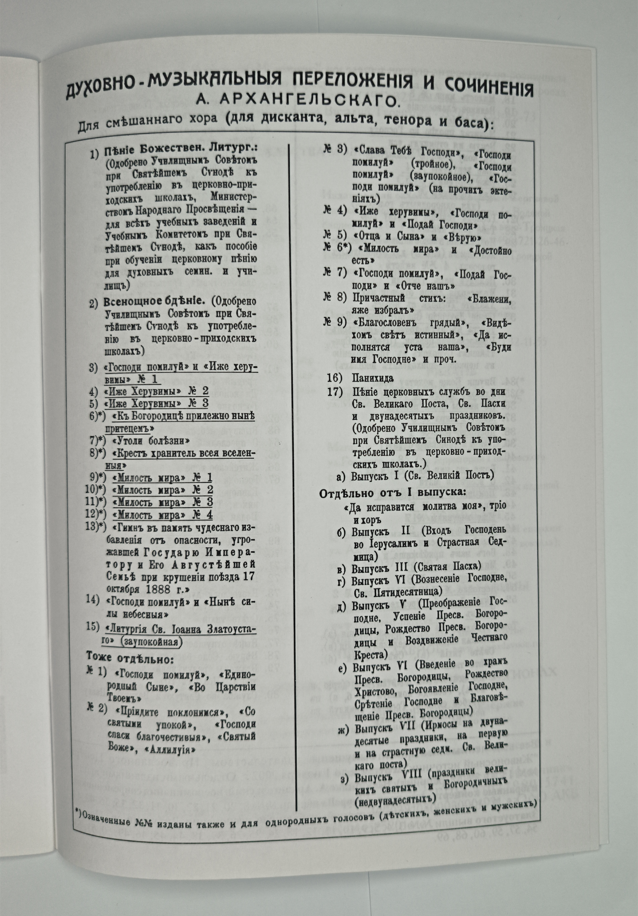 ДУХОВНО-МУЗЫКАЛЬНЫЯ ПЕРЕЛОЖЕНІЯ И СОЧИНЕНІЯ
А. АРХАНГЕЛЬСКАГО.
Для смѣшаннаго хора (для дисканта, альта, тенора и баса):
1) Пѣніе Божествен. Литург.:
(Одобрено Училищнымъ Совѣтомъ
при Святѣйшемъ Сѵнодѣ къ
употребленію въ церковно-при-
ходскихъ школахъ, Министер-
ствомъ Народнаго Просвѣщенія —
для всѣхъ учебныхъ заведеній и
Учебнымъ Комитетомъ при Свя-
тѣйшемъ Сѵнодѣ, какъ пособіе
при обученіи церковному пѣнію
для духовныхъ семин. и учи-
лищъ)
2) Всенощное бдѣніе. (Одобрено
Училищнымъ Совѣтомъ при Свя-
тѣйшемъ Сѵнодѣ къ употребле-
нію въ церковно-приходскихъ
школахъ)
3) «Господи помилуй» и «Иже херу-
вимы» № 1
4) «Иже Херувимы» № 2
5) «Иже Херувимы» № 3
6)*) «Къ Богородицѣ прилежно нынѣ
притецемъ»
7)*) «Утоли болѣзни»
8)*) «Крестъ хранитель всея вселен-
ныя»
9)*) «Милость мира» № 1
10)*) «Милость мира» № 2
11)*) «Милость мира» № 3
12)*) «Милость мира» № 4
13)*) «Гимнъ въ память чудеснаго из-
бавленія отъ опасности, угро-
жавшей Государю Импера-
тору и Его Августѣйшей
Семьѣ при крушеніи поѣзда 17
октября 1888 г.»
14) «Господи помилуй» и «Нынѣ си-
лы небесныя»
15) «Литургія Св. Іоанна Златоуста-
го» (заупокойная)
Тоже отдѣльно:
№ 1) «Господи помилуй», «Едино-
родный Сыне», «Во Царствіи
Твоемъ»
№ 2) «Пріидите поклонимся», «Со
святыми упокой», «Господи
спаси благочестивыя», «Святый
Боже», «Аллилуія»
№ 3) «Слава Тебѣ Господи», «Господи
помилуй» (тройное), «Господи
помилуй» (заупокойное), «Гос-
поди помилуй» (на прочихъ экте-
ніяхъ)
№ 4) «Иже херувимы», «Господи по-
милуй» и «Подай Господи»
№ 5) «Отца и Сына» и «Вѣрую»
№ 6*) «Милость мира» и «Достойно
есть»
№ 7) «Господи помилуй», «Подай Гос-
поди» и «Отче нашъ»
№ 8) Причастный стихъ: «Блажени,
яже избралъ»
№ 9) «Благословенъ грядый», «Видѣ-
хомъ свѣтъ истинный», «Да ис-
полнятся уста наша», «Буди
имя Господне» и проч.
16) Панихида
17) Пѣніе церковныхъ службъ во дни
Св. Великаго Поста, Св. Пасхи
и двунадесятыхъ праздниковъ.
(Одобрено Училищнымъ Совѣтомъ
при Святѣйшемъ Синодѣ къ упо-
требленію въ церковно-приход-
скихъ школахъ.)
а) Выпускъ I (Св. Великій Постъ)
Отдѣльно отъ I выпуска:
«Да исправится молитва моя», тріо
и хоръ
б) Выпускъ II (Входъ Господень
во Іерусалимъ и Страстная Сед-
мица)
в) Выпускъ III (Святая Пасха)
г) Выпускъ VI (Вознесеніе Господне,
Св. Пятидесятница)
д) Выпускъ V (Преображеніе Гос-
подне, Успеніе Пресв. Богоро-
дицы, Рождество Пресв. Богоро-
дицы и Воздвиженіе Честнаго
Креста)
е) Выпускъ VI (Введеніе во храмъ
Пресв. Богородицы, Рождество
Христово, Богоявленіе Господне,
Срѣтеніе Господне и Благовѣ-
щеніе Пресв. Богородицы)
ж) Выпускъ VII (Ирмосы на двуна-
десятые праздники, на первую
и на страстную седм. Св. Вели-
каго поста)
з) Выпускъ VIII (праздники вели-
кихъ святыхъ и Богородичныхъ
(недвунадесятыхъ)
*) Означенные №№ изданы также и для однородныхъ голосовъ (дѣтскихъ, женскихъ и мужскихъ)